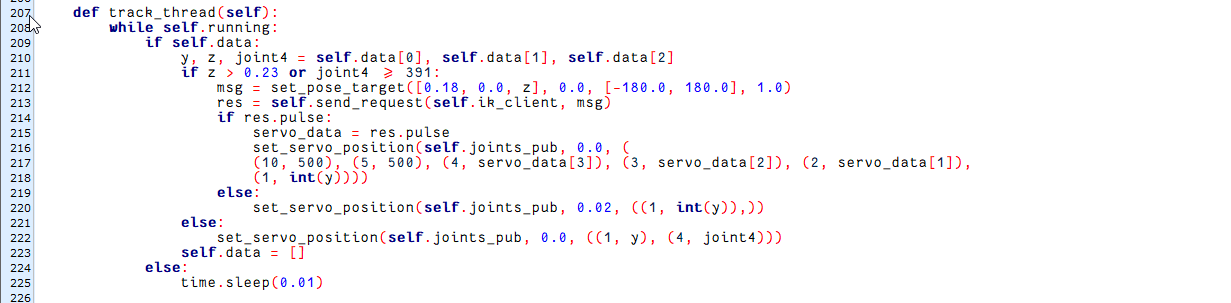 207     def track_thread(self):
208         while self.running:
209             if self.data:
210                 y, z, joint4 = self.data[0], self.data[1], self.data[2]
211                 if z > 0.23 or joint4 ⩾ 391:
212                     msg = set_pose_target([0.18, 0.0, z], 0.0, [-180.0, 180.0], 1.0)
213                     res = self.send_request(self.ik_client, msg)
214                     if res.pulse:
215                         servo_data = res.pulse
216                         set_servo_position(self.joints_pub, 0.0, (
217                         (10, 500), (5, 500), (4, servo_data[3]), (3, servo_data[2]), (2, servo_data[1]),
218                         (1, int(y))))
219                     else:
220                         set_servo_position(self.joints_pub, 0.02, ((1, int(y)),))
221                 else:
222                     set_servo_position(self.joints_pub, 0.0, ((1, y), (4, joint4)))
223                 self.data = []
224             else:
225                 time.sleep(0.01)
226